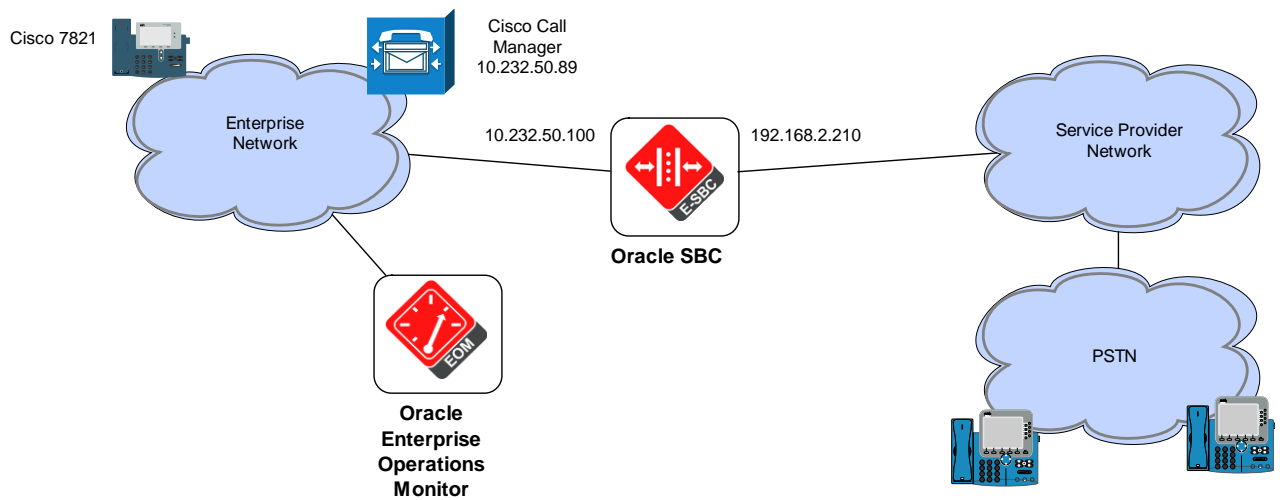 Cisco 7821
Cisco Call
Manager
10.232.50.89
Enterprise
Network
10.232.50.100
192.168.2.210
E-SBC
Oracle SBC
Service Provider
Network
EOM
Oracle
Enterprise
Operations
Monitor
PSTN